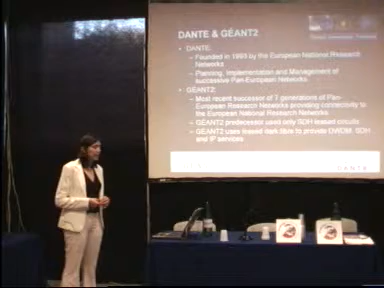 DANTE & GÉANT2
• DANTE:
– Founded in 1993 by the European National Research
Networks
– Planning, Implementation and Management of
successive Pan-European Networks
• GÉANT2:
– Most recent successor of 7 generations of Pan-
European Research Networks providing connectivity to
the European National Research Networks
– GÉANT2 predecessor used only SDH leased circuits
– GÉANT2 uses leased dark fibre to provide DWDM, SDH
and IP services
DANTE